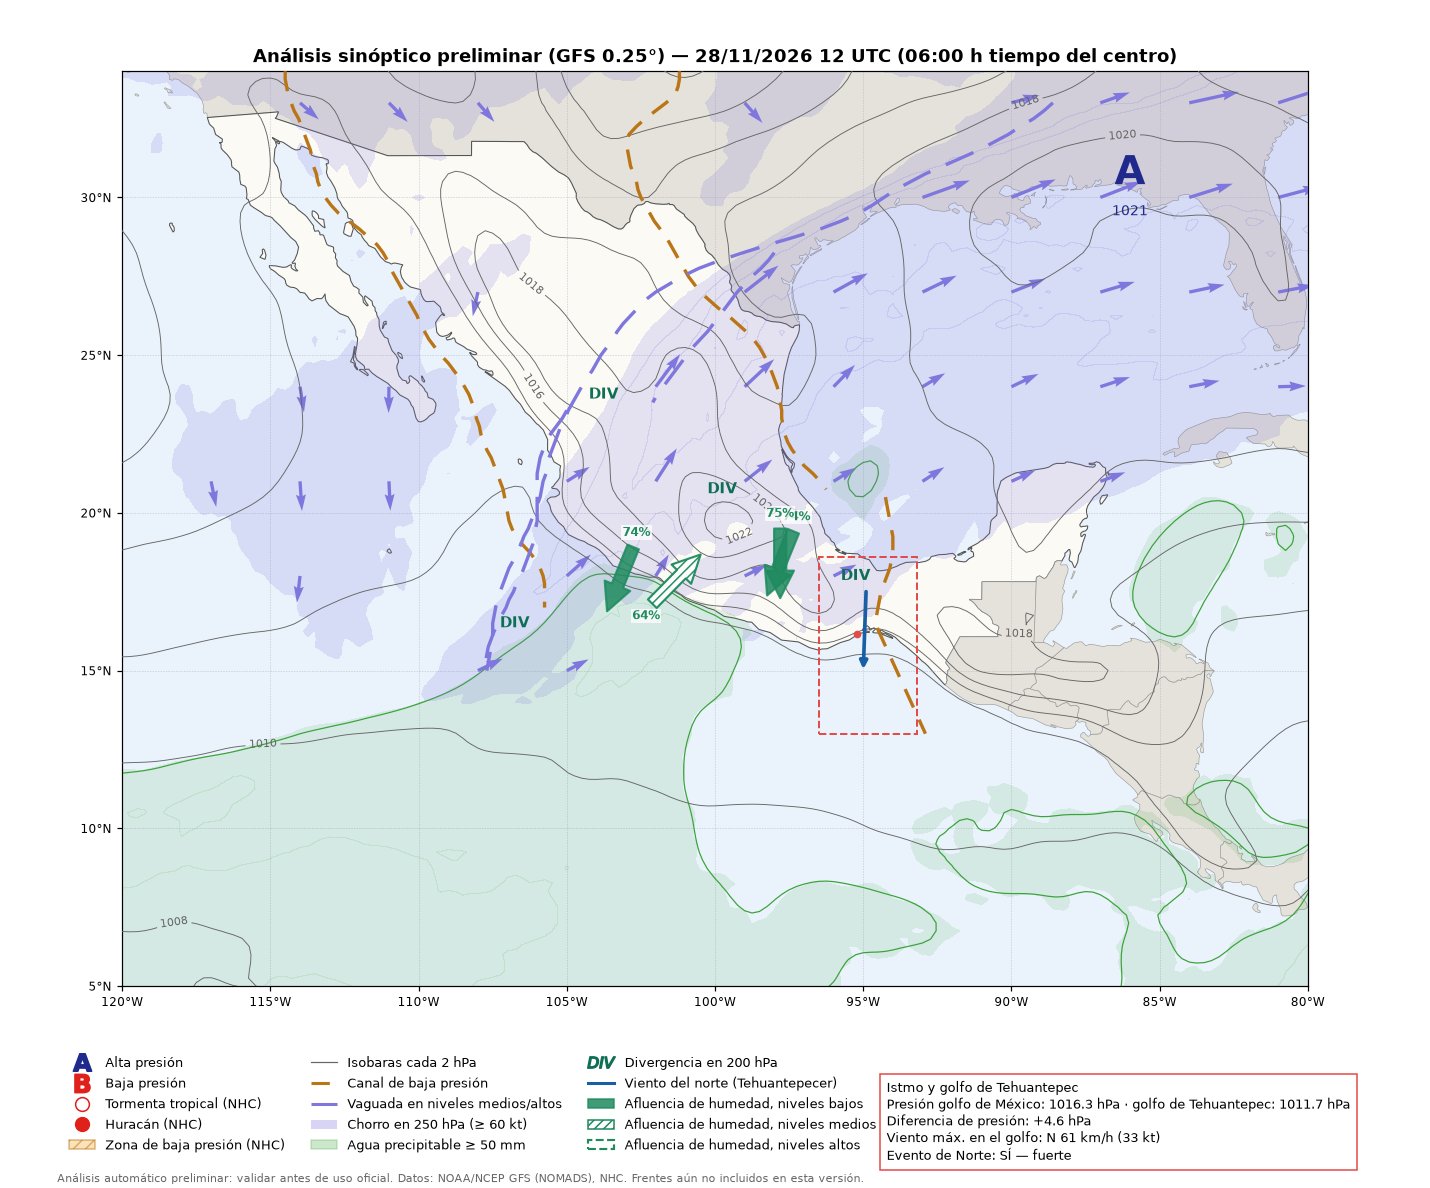 Análisis sinóptico preliminar (GFS 0.25°) — 28/11/2026 12 UTC (06:00 h tiempo del centro)
1018
1020
A
1021
30°N
1018
25°N
1016
DIV
DIV
20°N
1022
75%
74%
64%
DIV
DIV
1018
15°N
1010
10°N
1008
5°N
120°W
115°W
110°W
105°W
100°W
95°W
90°W
85°W
80°W
A Alta presión
B Baja presión
Tormenta tropical (NHC)
Huracán (NHC)
Zona de baja presión (NHC)
Isobaras cada 2 hPa
Canal de baja presión
Vaguada en niveles medios/altos
Chorro en 250 hPa (≥ 60 kt)
Agua precipitable ≥ 50 mm
DIV Divergencia en 200 hPa
Viento del norte (Tehuantepecer)
Afluencia de humedad, niveles bajos
Afluencia de humedad, niveles medios
Afluencia de humedad, niveles altos
Istmo y golfo de Tehuantepec
Presión golfo de México: 1016.3 hPa · golfo de Tehuantepec: 1011.7 hPa
Diferencia de presión: +4.6 hPa
Viento máx. en el golfo: N 61 km/h (33 kt)
Evento de Norte: SÍ — fuerte
Análisis automático preliminar: validar antes de uso oficial. Datos: NOAA/NCEP GFS (NOMADS), NHC. Frentes aún no incluidos en esta versión.